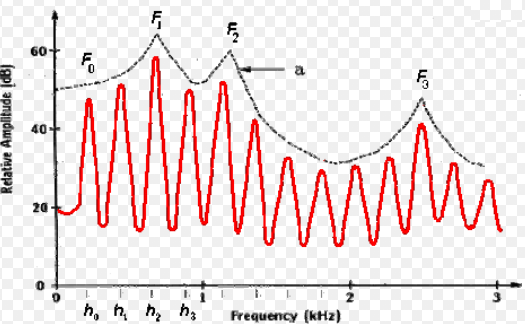 F₁
F₀
F₂
60
a
F₃
Relative Amplitude (dB)
40
20
0
0
1
2
3
h₀ h₁ h₂ h₃
Frequency (kHz)